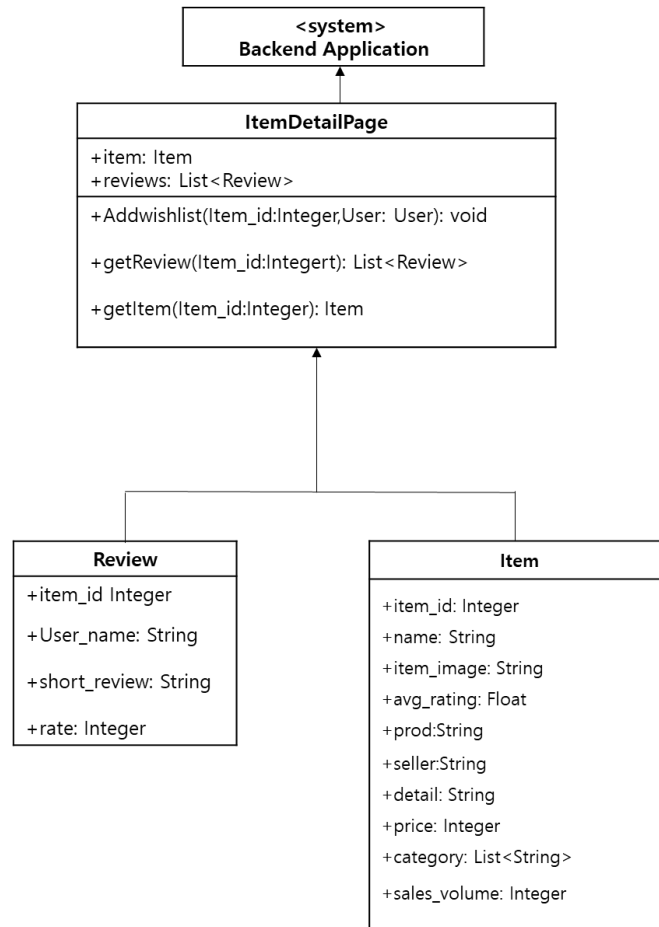 <system>
Backend Application
ItemDetailPage
+item: Item
+reviews: List<Review>
+Addwishlist(Item_id:Integer,User: User): void
+getReview(Item_id:Integert): List<Review>
+getItem(Item_id:Integer): Item
Review
+item_id Integer
+User_name: String
+short_review: String
+rate: Integer
Item
+item_id: Integer
+name: String
+item_image: String
+avg_rating: Float
+prod:String
+seller:String
+detail: String
+price: Integer
+category: List<String>
+sales_volume: Integer